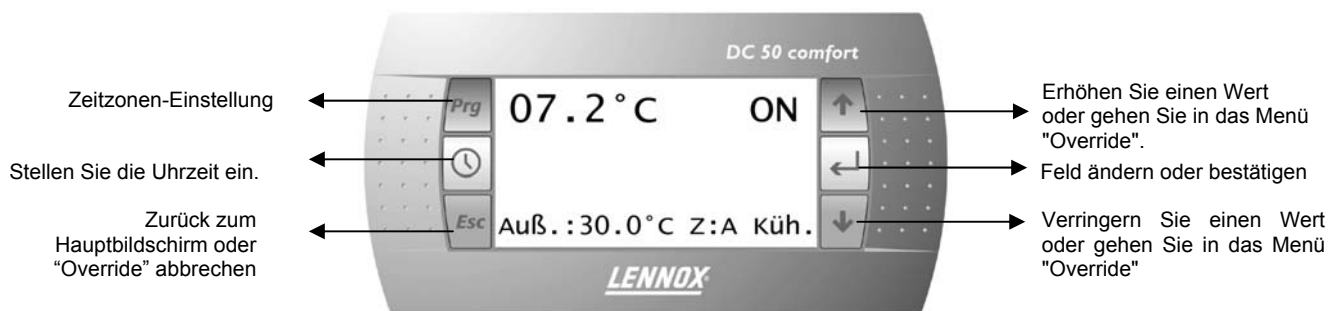 DC 50 comfort
Zeitzonen-Einstellung
Prg
07.2°C ON
Erhöhen Sie einen Wert
oder gehen Sie in das Menü
"Override".
Stellen Sie die Uhrzeit ein.
Feld ändern oder bestätigen
Zurück zum
Hauptbildschirm oder
“Override” abbrechen
Esc
Auß.:30.0°C Z:A Küh.
Verringern Sie einen Wert
oder gehen Sie in das Menü
"Override"
LENNOX